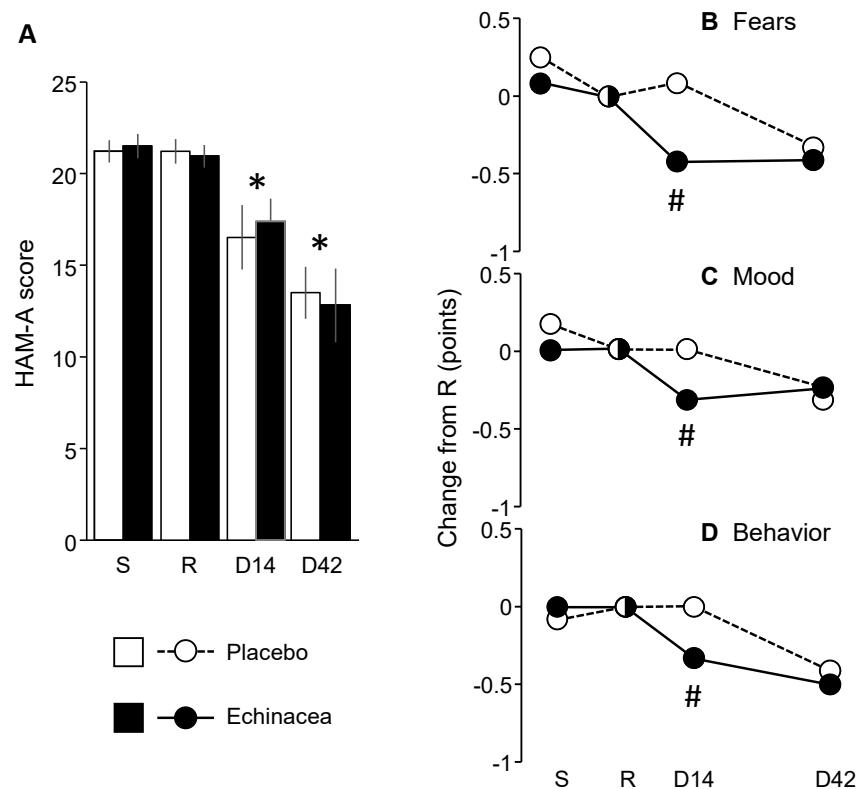 A
25
20
15
10
5
0
HAM-A score
*
*
S R D14 D42
Placebo
Echinacea
Change from R (points)
B Fears
0.5
0
-0.5
-1
#
C Mood
0.5
0
-0.5
-1
#
D Behavior
0.5
0
-0.5
-1
#
S R D14 D42